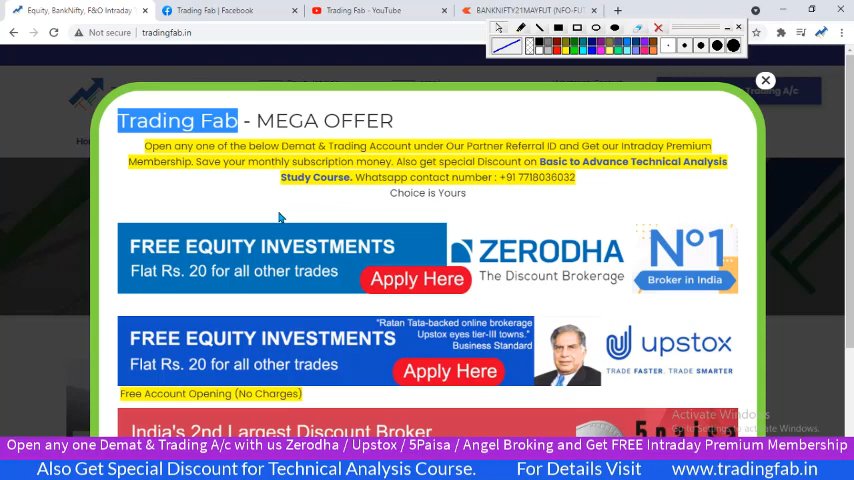 Equity, BankNifty, F&O Intraday T
Trading Fab | Facebook
Trading Fab - YouTube
BANKNIFTY21MAYFUT (NFO-FUT
Not secure
tradingfab.in
Trading A/c
Trading Fab - MEGA OFFER
Open any one of the below Demat & Trading Account under Our Partner Referral ID and Get our Intraday Premium
Membership. Save your monthly subscription money. Also get special Discount on Basic to Advance Technical Analysis
Study Course. Whatsapp contact number : +91 7718036032
Choice is Yours
FREE EQUITY INVESTMENTS
Flat Rs. 20 for all other trades
Apply Here
ZERODHA
The Discount Brokerage
N°1
Broker in India
FREE EQUITY INVESTMENTS
Flat Rs. 20 for all other trades
"Ratan Tata-backed online brokerage
Upstox eyes tier-III towns."
Business Standard
Apply Here
upstox
TRADE FASTER. TRADE SMARTER
Free Account Opening (No Charges)
India's 2nd Largest Discount Broker
5paisa
Activate Windows
Go to Settings to activate Windows.
Open any one Demat & Trading A/c with us Zerodha / Upstox / 5Paisa / Angel Broking and Get FREE Intraday Premium Membership
Also Get Special Discount for Technical Analysis Course.
For Details Visit
www.tradingfab.in